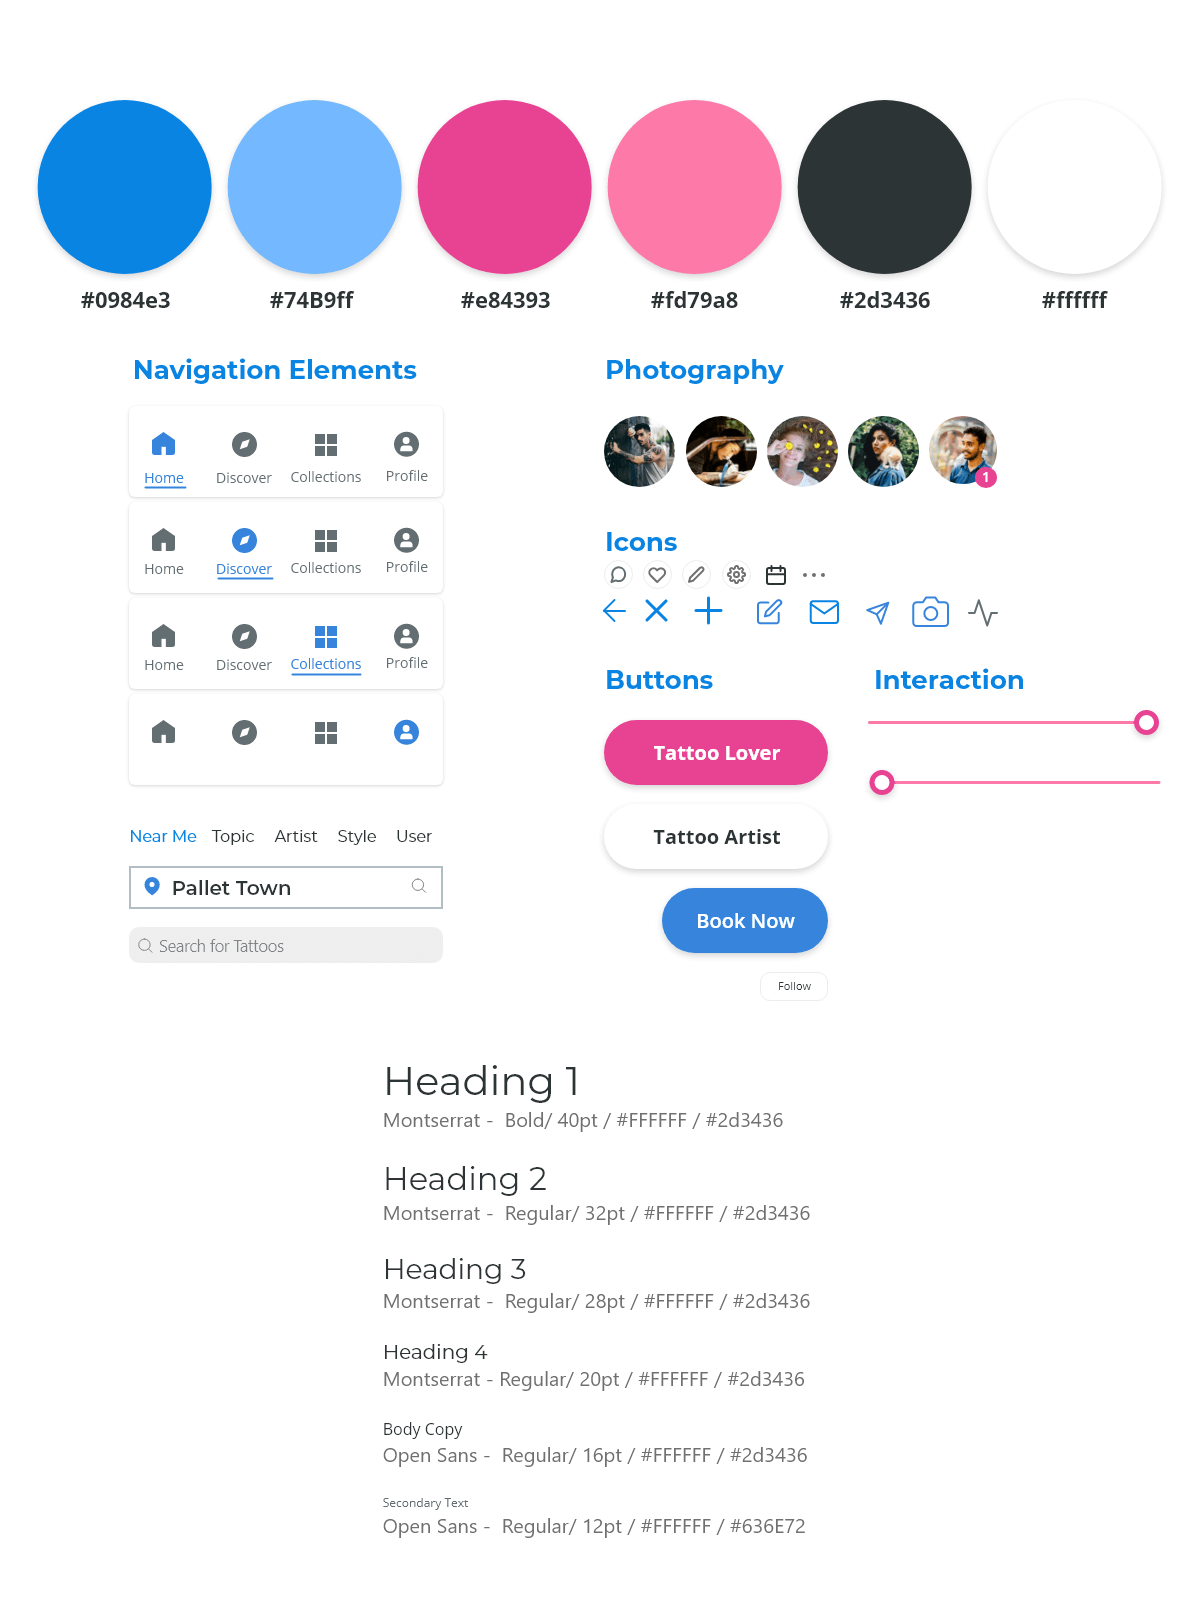 #0984e3 #74B9ff #e84393 #fd79a8 #2d3436 #ffffff
Navigation Elements
Home Discover Collections Profile
Home Discover Collections Profile
Home Discover Collections Profile
Near Me Topic Artist Style User
Pallet Town
Search for Tattoos
Photography
1
Icons
Buttons
Tattoo Lover
Tattoo Artist
Book Now
Follow
Interaction
Heading 1
Montserrat - Bold/ 40pt / #FFFFFF / #2d3436
Heading 2
Montserrat - Regular/ 32pt / #FFFFFF / #2d3436
Heading 3
Montserrat - Regular/ 28pt / #FFFFFF / #2d3436
Heading 4
Montserrat - Regular/ 20pt / #FFFFFF / #2d3436
Body Copy
Open Sans - Regular/ 16pt / #FFFFFF / #2d3436
Secondary Text
Open Sans - Regular/ 12pt / #FFFFFF / #636E72